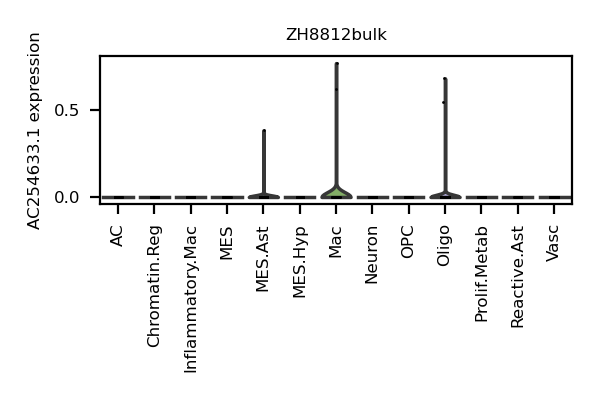 ZH8812bulk
AC254633.1 expression
0.5
0.0
AC
Chromatin.Reg
Inflammatory.Mac
MES
MES.Ast
MES.Hyp
Mac
Neuron
OPC
Oligo
Prolif.Metab
Reactive.Ast
Vasc